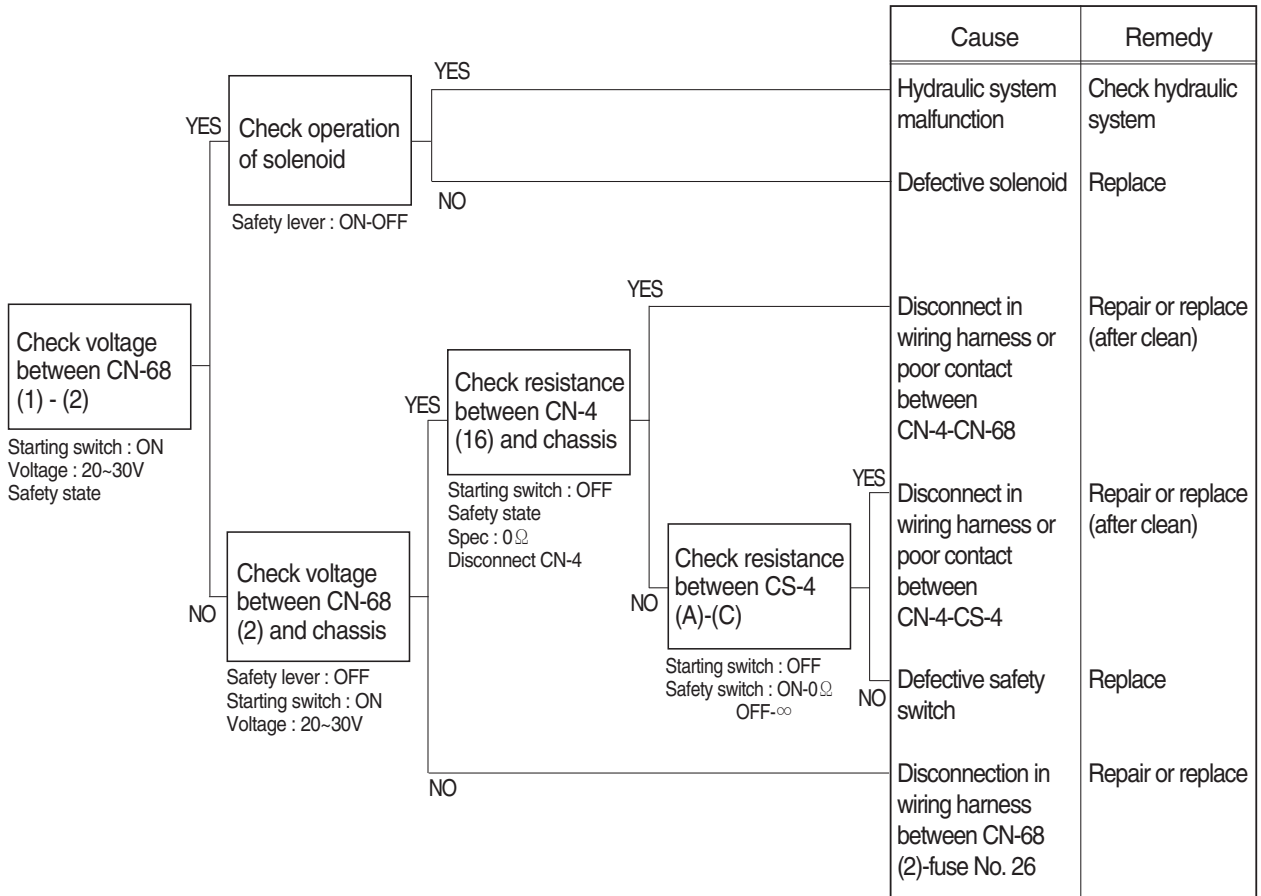 Cause
Remedy
YES
Hydraulic system
malfunction
Check hydraulic
system
YES
Check operation
of solenoid
NO
Defective solenoid
Replace
Safety lever : ON-OFF
YES
Disconnect in
wiring harness or
poor contact
between
CN-4-CN-68
Repair or replace
(after clean)
Check voltage
between CN-68
(1) - (2)
Starting switch : ON
Voltage : 20~30V
Safety state
YES
Check resistance
between CN-4
(16) and chassis
Starting switch : OFF
Safety state
Spec : 0Ω
Disconnect CN-4
YES
Disconnect in
wiring harness or
poor contact
between
CN-4-CS-4
Repair or replace
(after clean)
NO
Check resistance
between CS-4
(A)-(C)
Starting switch : OFF
Safety switch : ON-0Ω
OFF-∞
NO
Check voltage
between CN-68
(2) and chassis
Safety lever : OFF
Starting switch : ON
Voltage : 20~30V
NO
Defective safety
switch
Replace
NO
Disconnection in
wiring harness
between CN-68
(2)-fuse No. 26
Repair or replace